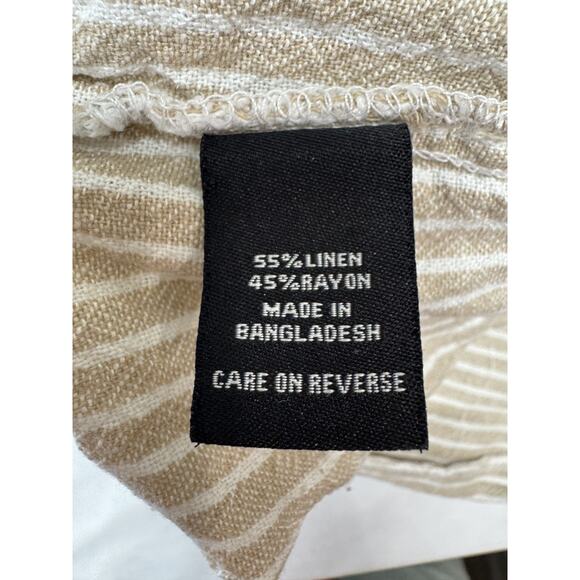 55% LINEN
45% RAYON
MADE IN
BANGLADESH
CARE ON REVERSE